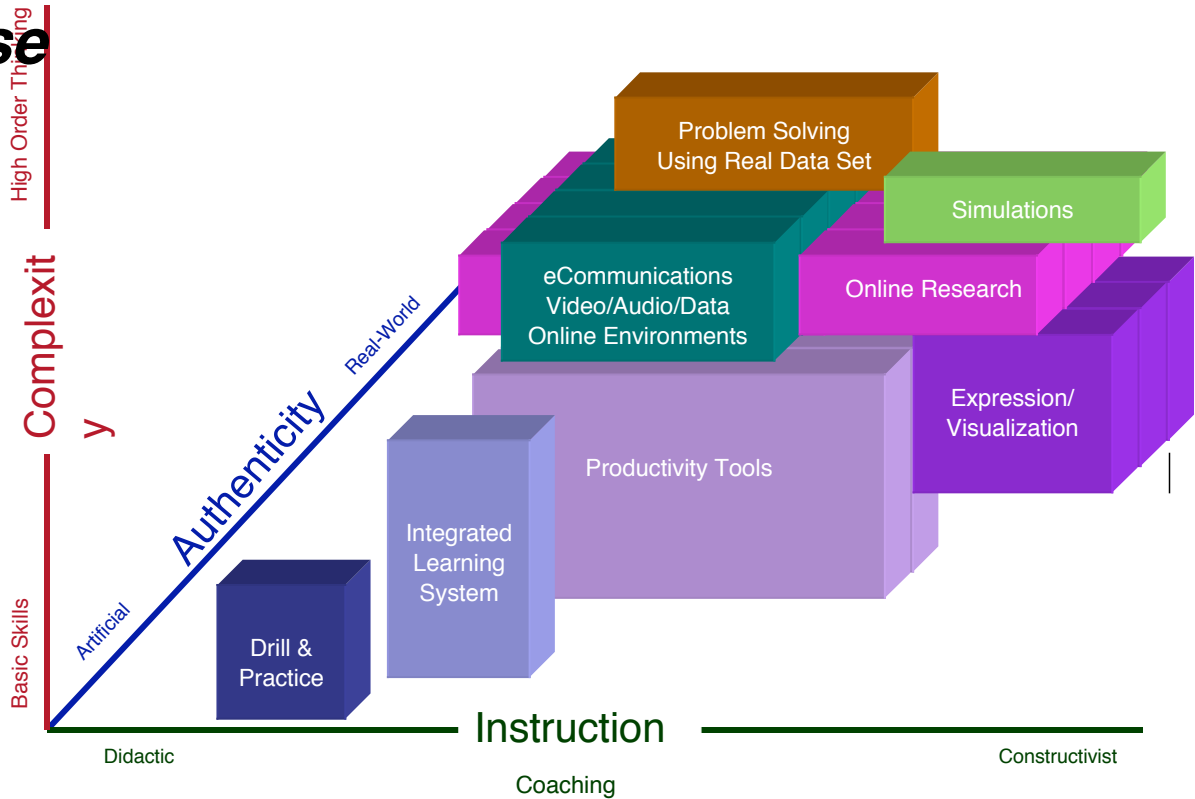 se
High Order Thinking
Problem Solving
Using Real Data Set
Simulations
eCommunications
Video/Audio/Data
Online Environments
Online Research
Complexit
y
Real-World
Authenticity
Artificial
Expression/
Visualization
Productivity Tools
Integrated
Learning
System
Drill &
Practice
Basic Skills
Instruction
Didactic
Constructivist
Coaching